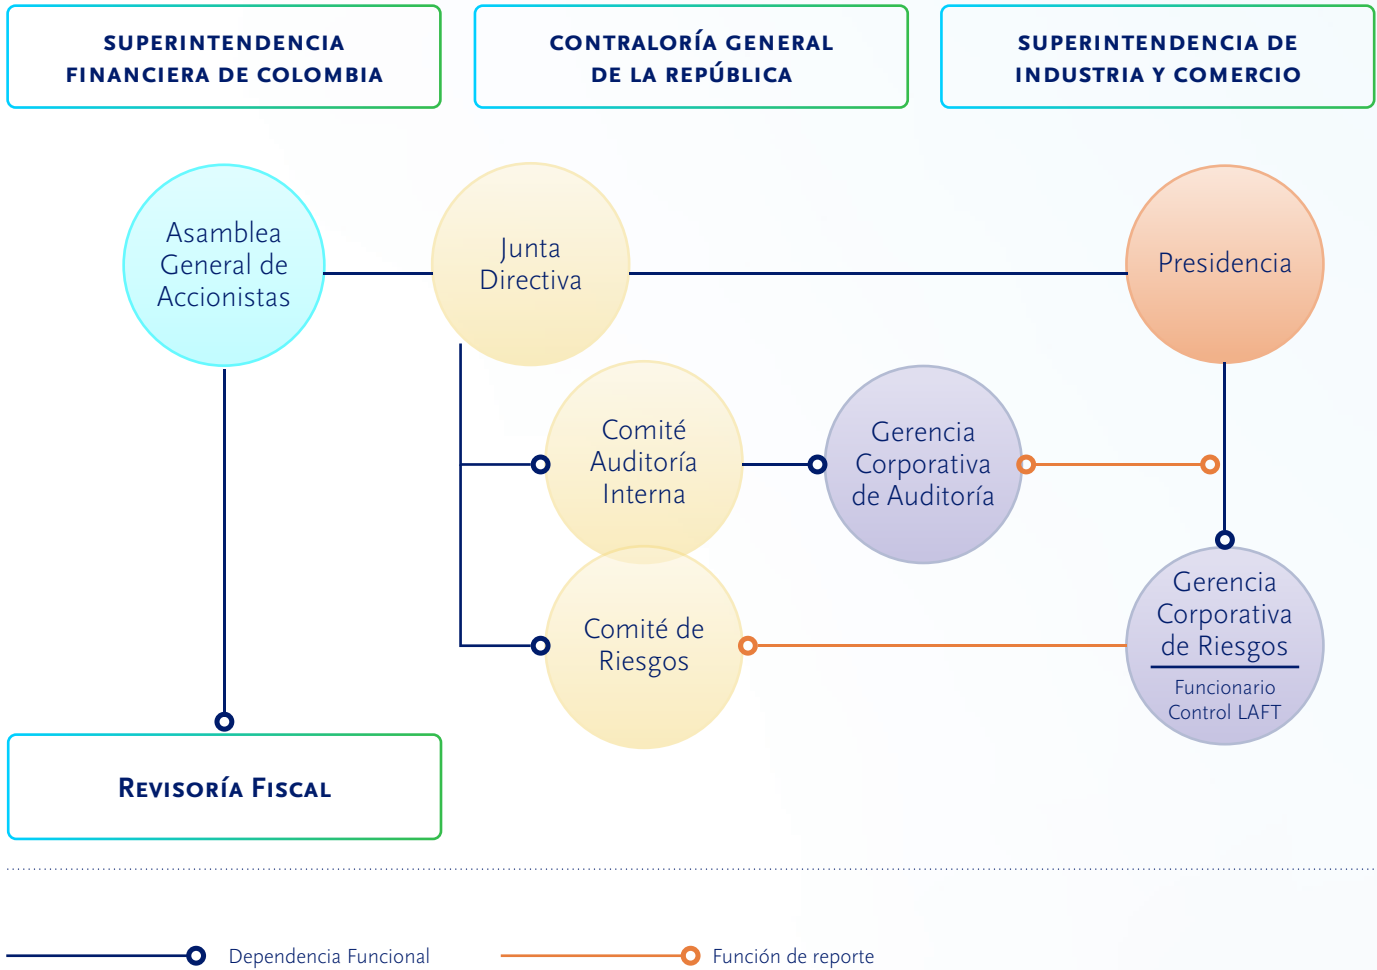 SUPERINTENDENCIA
FINANCIERA DE COLOMBIA
CONTRALORÍA GENERAL
DE LA REPÚBLICA
SUPERINTENDENCIA DE
INDUSTRIA Y COMERCIO
Asamblea
General de
Accionistas
Junta
Directiva
Presidencia
Comité
Auditoría
Interna
Gerencia
Corporativa
de Auditoría
Comité de
Riesgos
Gerencia
Corporativa
de Riesgos
Funcionario
Control LAFT
Revisoría Fiscal
Dependencia Funcional
Función de reporte